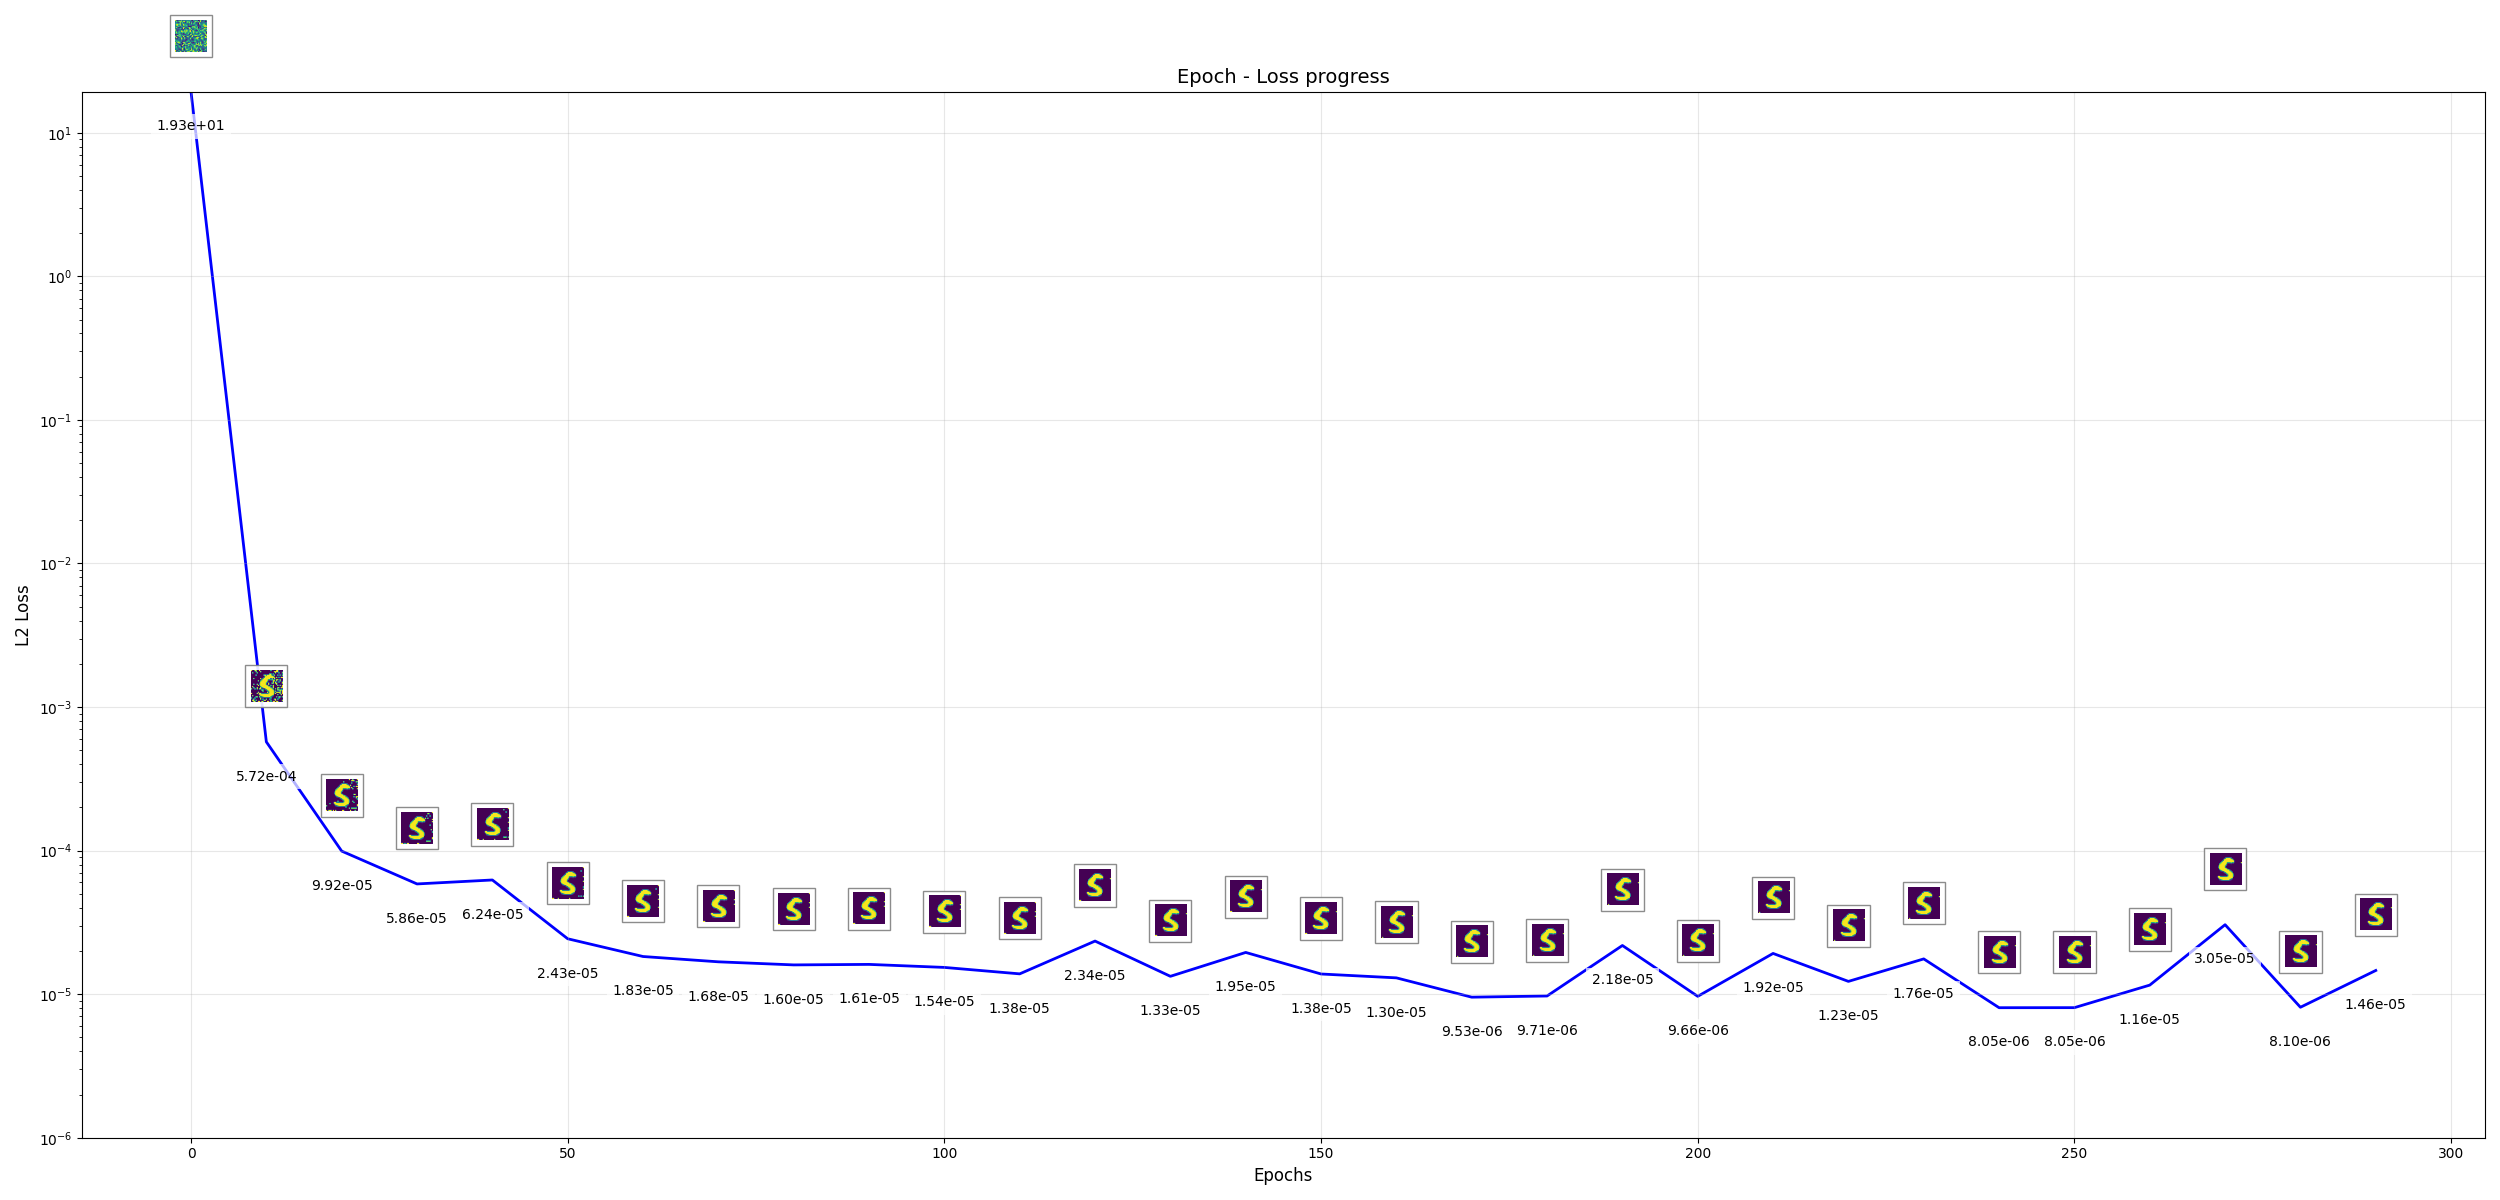 Epoch - Loss progress
L2 Loss
10¹
10⁰
10⁻¹
10⁻²
10⁻³
10⁻⁴
10⁻⁵
10⁻⁶
1.93e+01
5.72e-04
9.92e-05
5.86e-05
6.24e-05
2.43e-05
1.83e-05
1.68e-05
1.60e-05
1.61e-05
1.54e-05
1.38e-05
2.34e-05
1.33e-05
1.95e-05
1.38e-05
1.30e-05
9.53e-06
9.71e-06
2.18e-05
9.66e-06
1.92e-05
1.23e-05
1.76e-05
8.05e-06
8.05e-06
1.16e-05
3.05e-05
8.10e-06
1.46e-05
0 50 100 150 200 250 300
Epochs